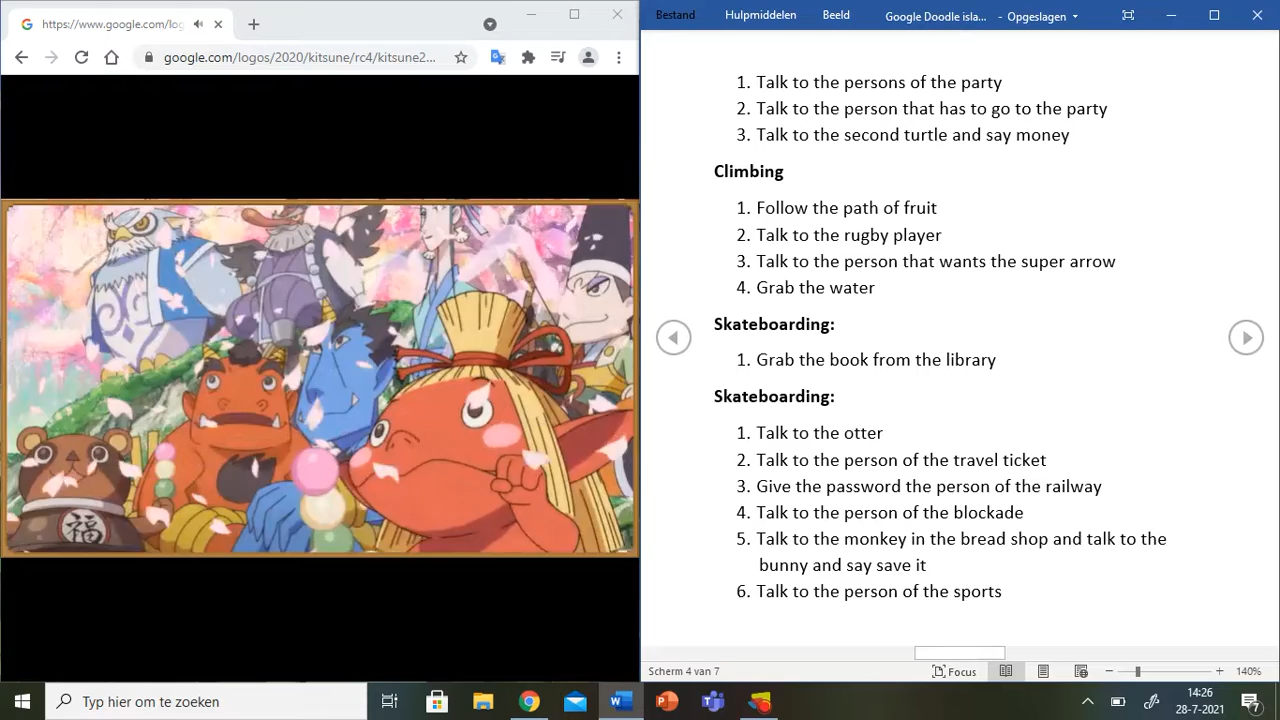 https://www.google.com/log
google.com/logos/2020/kitsune/rc4/kitsune2...
福
Bestand Hulpmiddelen Beeld Google Doodle isla... - Opgeslagen
1. Talk to the persons of the party
2. Talk to the person that has to go to the party
3. Talk to the second turtle and say money
Climbing
1. Follow the path of fruit
2. Talk to the rugby player
3. Talk to the person that wants the super arrow
4. Grab the water
Skateboarding:
1. Grab the book from the library
Skateboarding:
1. Talk to the otter
2. Talk to the person of the travel ticket
3. Give the password the person of the railway
4. Talk to the person of the blockade
5. Talk to the monkey in the bread shop and talk to the
bunny and say save it
6. Talk to the person of the sports
Scherm 4 van 7 Focus 140%
Typ hier om te zoeken
14:26
28-7-2021
7